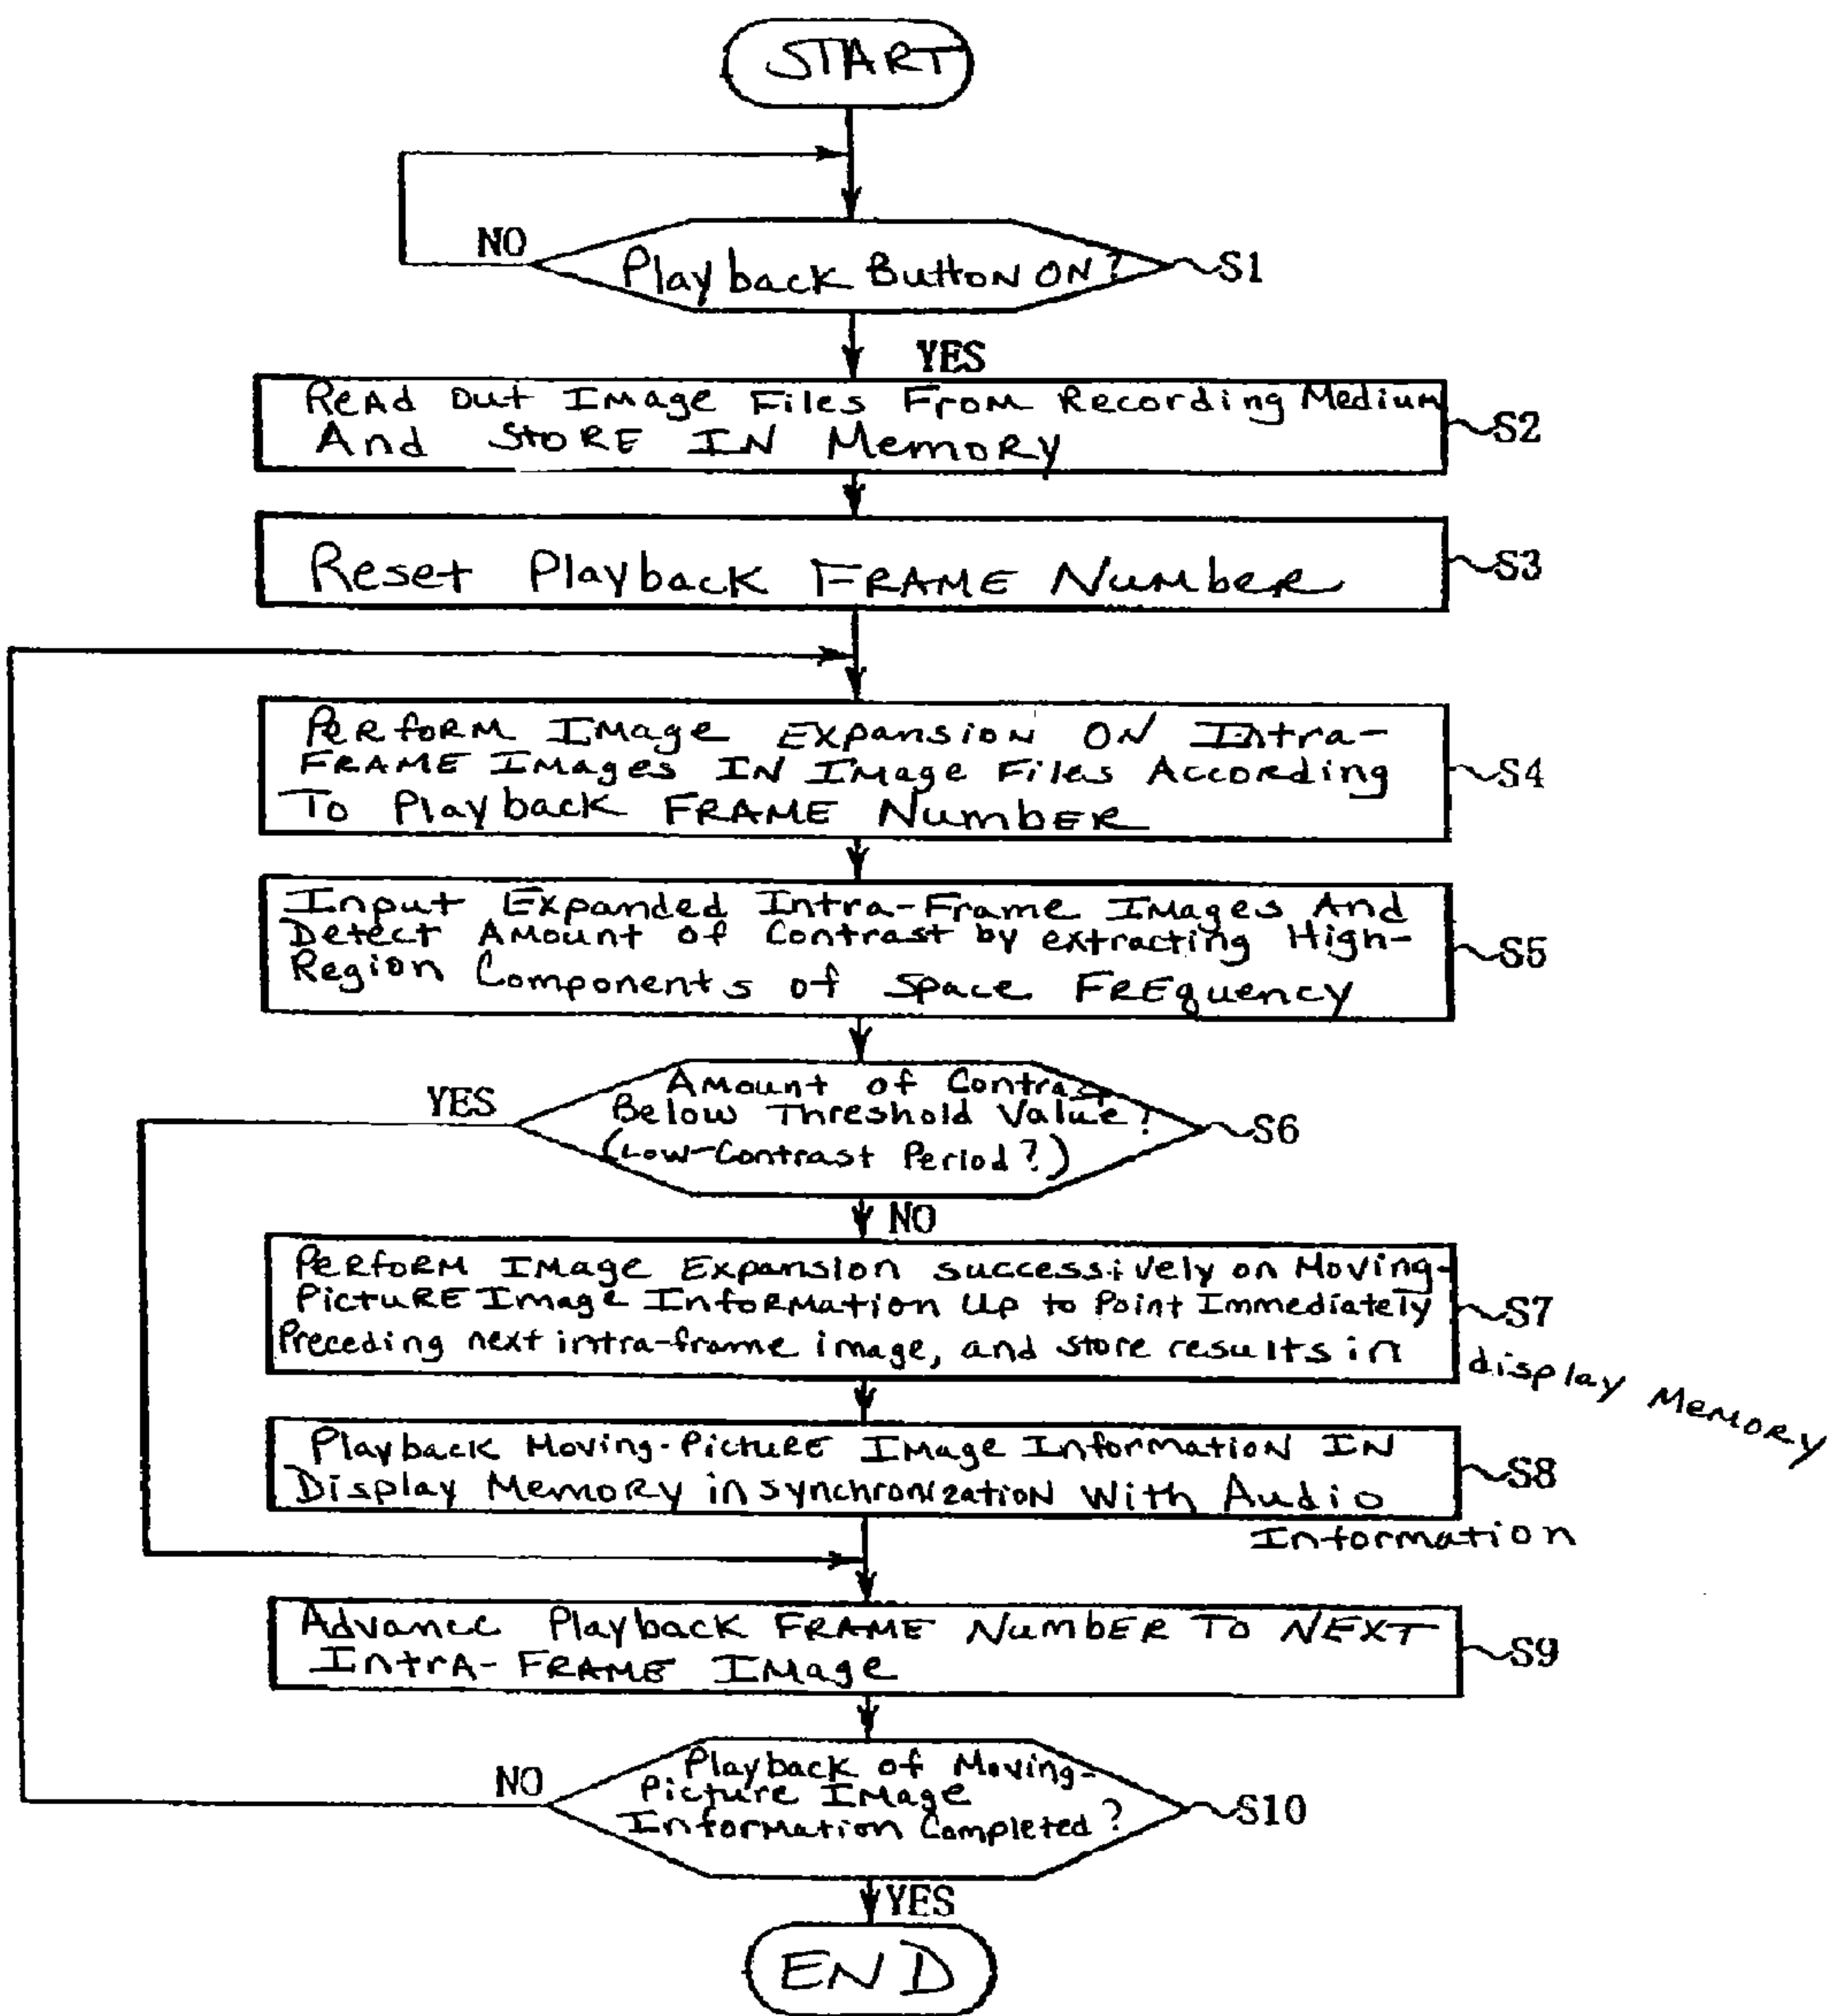 START
NO
Playback Button ON?
S1
YES
Read Out Image Files From Recording Medium
And Store In Memory
S2
Reset Playback Frame Number
S3
Perform Image Expansion On Intra-
Frame Images In Image Files According
To Playback Frame Number
S4
Input Expanded Intra-Frame Images And
Detect Amount of Contrast by extracting High-
Region Components of Space Frequency
S5
YES
Amount of Contrast
Below Threshold Value?
(Low-Contrast Period?)
S6
NO
Perform Image Expansion successively on Moving-
Picture Image Information Up to Point Immediately
Preceding next intra-frame image, and store results in
display Memory
S7
Playback Moving-Picture Image Information In
Display Memory in synchronization With Audio
Information
S8
Advance Playback Frame Number To Next
Intra-Frame Image
S9
NO
Playback of Moving-
Picture Image
Information Completed?
S10
YES
END